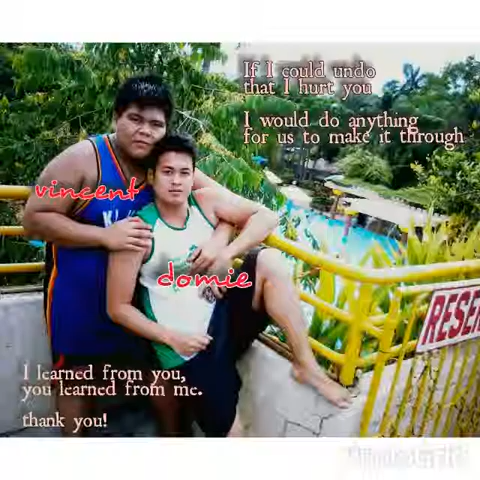 If I could undo
that I hurt you
I would do anything
for us to make it through
vincent
domie
RESE
I learned from you,
you learned from me.
thank you!